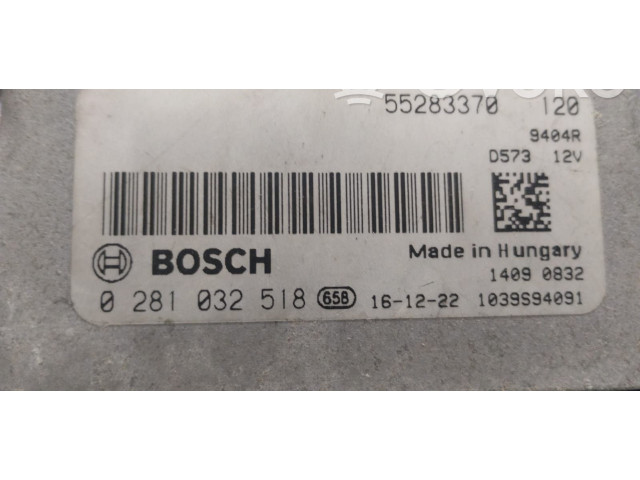 55283370 120
9404R
D573 12V
BOSCH
Made in Hungary
1409 0832
0 281 032 518 658 16-12-22 1039S94091